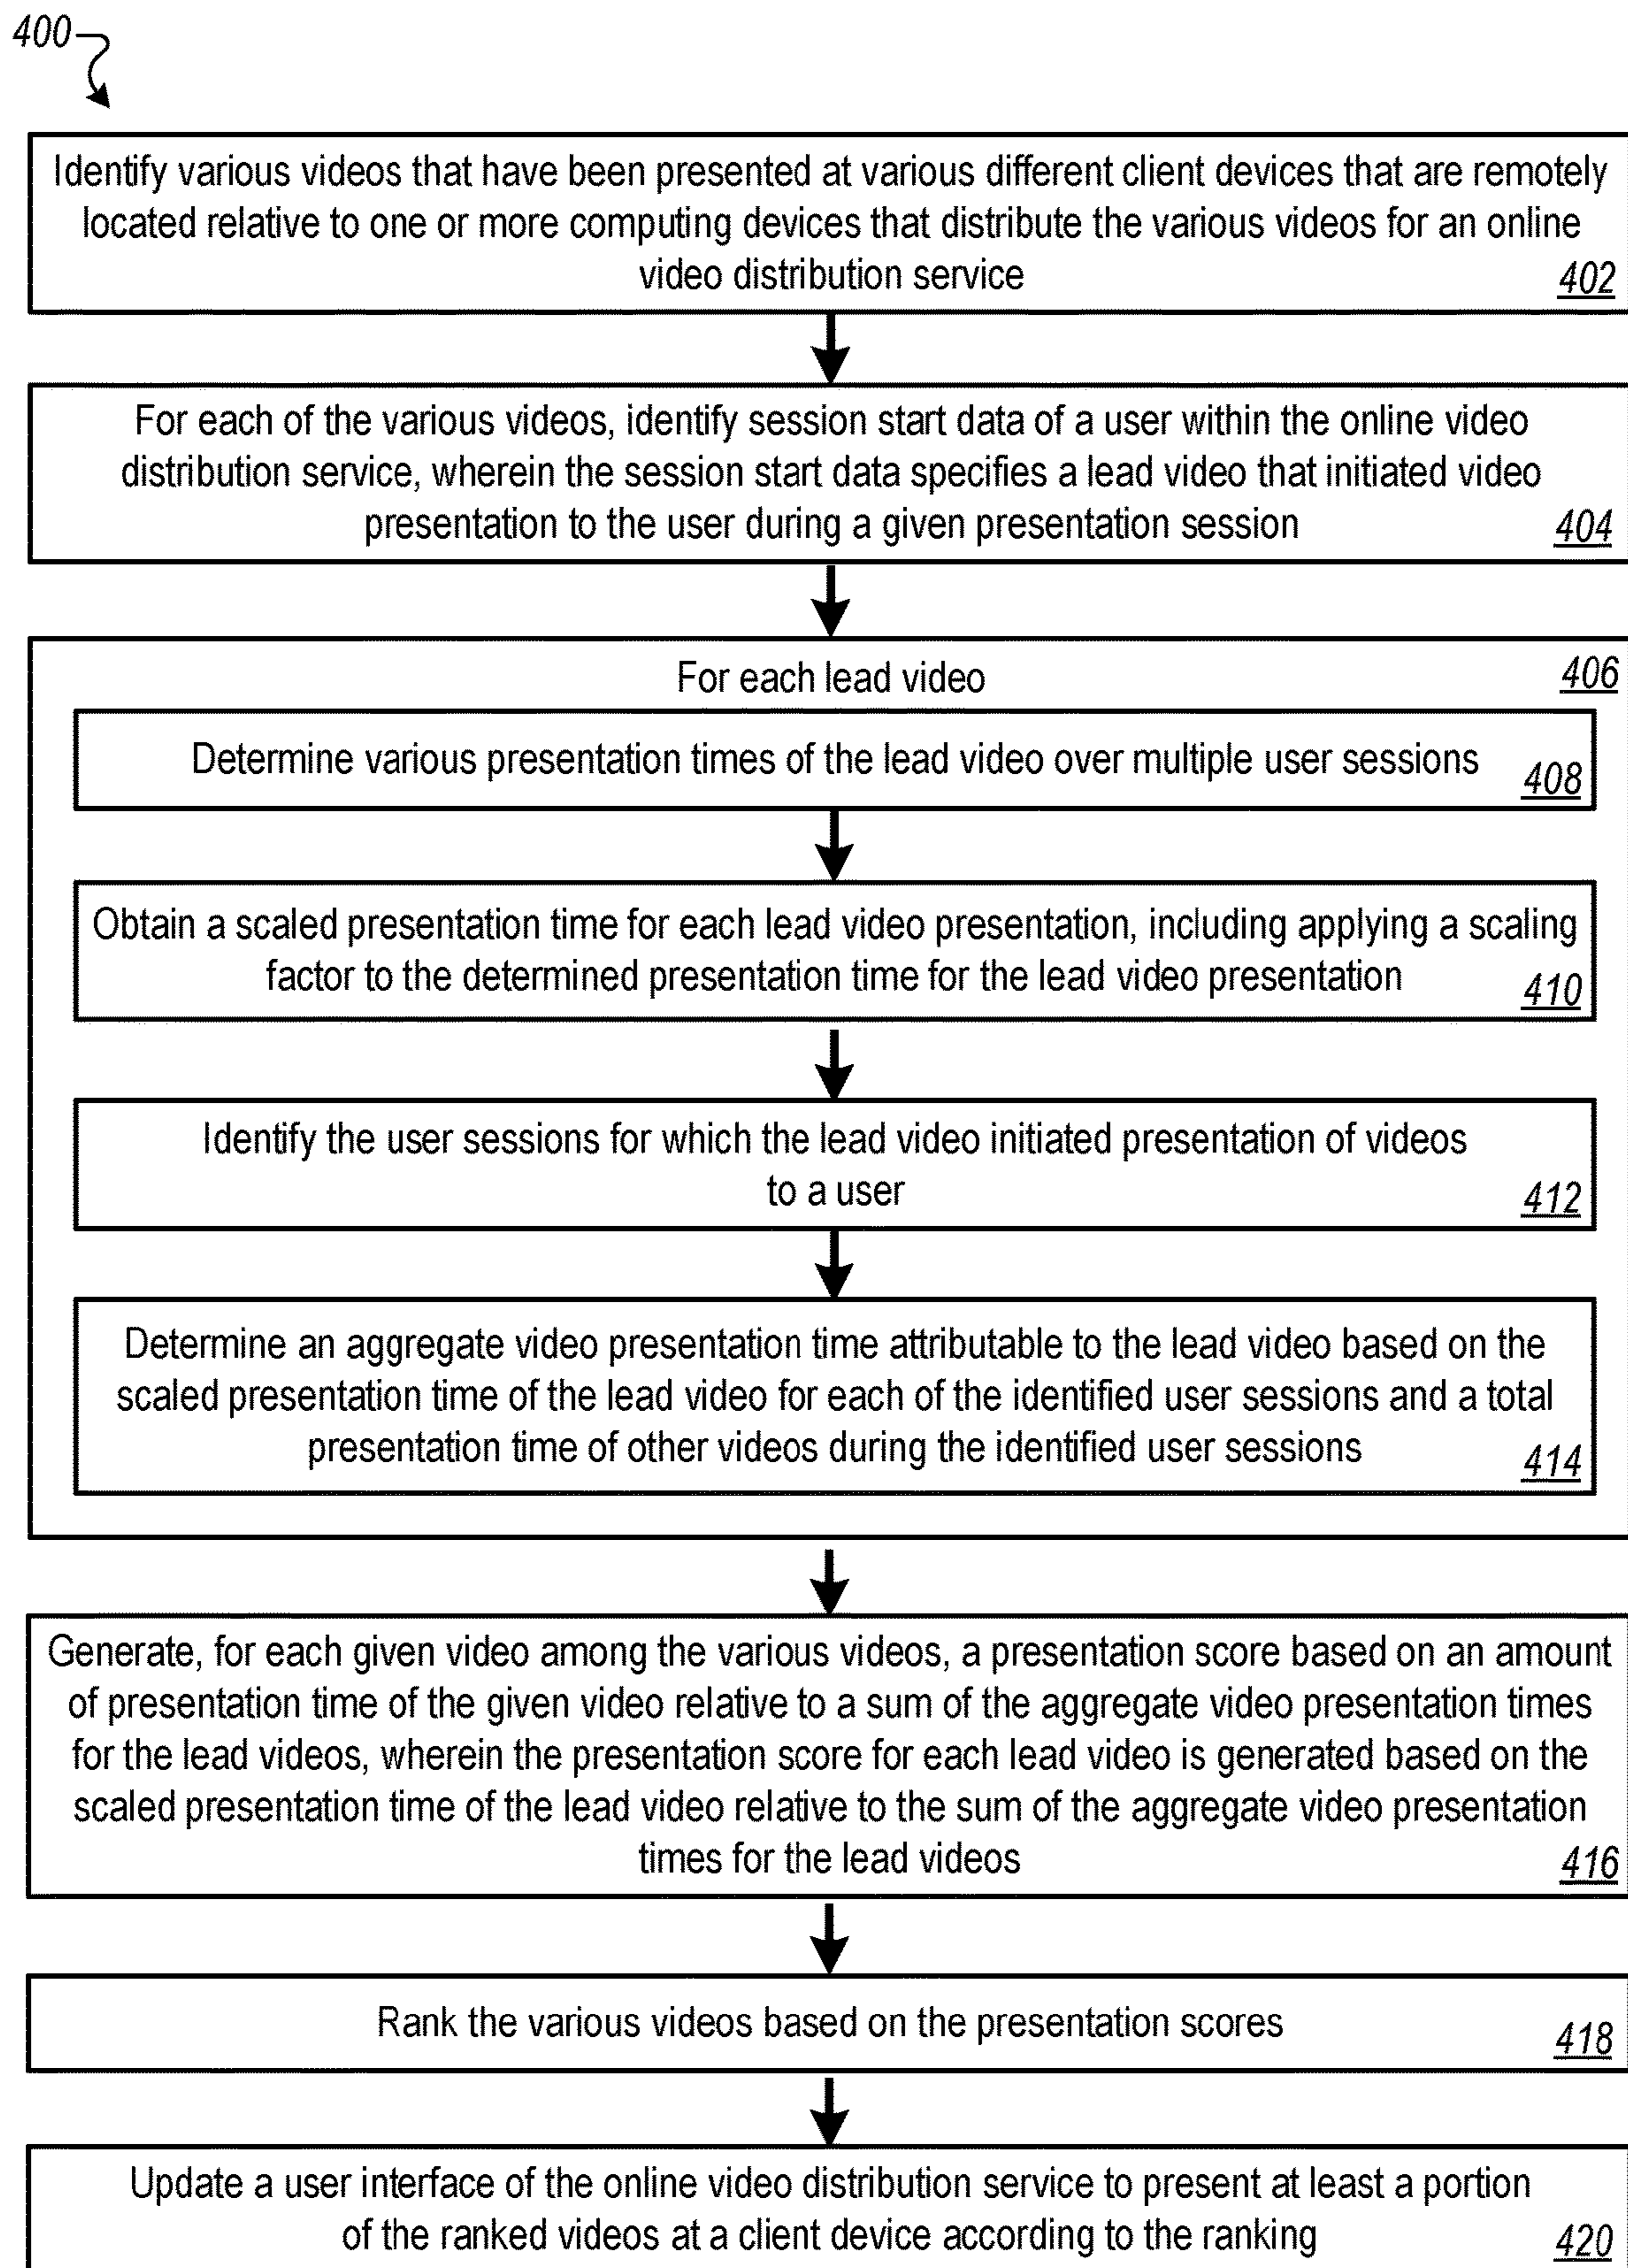 400
Identify various videos that have been presented at various different client devices that are remotely
located relative to one or more computing devices that distribute the various videos for an online
video distribution service
402
For each of the various videos, identify session start data of a user within the online video
distribution service, wherein the session start data specifies a lead video that initiated video
presentation to the user during a given presentation session
404
For each lead video
406
Determine various presentation times of the lead video over multiple user sessions
408
Obtain a scaled presentation time for each lead video presentation, including applying a scaling
factor to the determined presentation time for the lead video presentation
410
Identify the user sessions for which the lead video initiated presentation of videos
to a user
412
Determine an aggregate video presentation time attributable to the lead video based on the
scaled presentation time of the lead video for each of the identified user sessions and a total
presentation time of other videos during the identified user sessions
414
Generate, for each given video among the various videos, a presentation score based on an amount
of presentation time of the given video relative to a sum of the aggregate video presentation times
for the lead videos, wherein the presentation score for each lead video is generated based on the
scaled presentation time of the lead video relative to the sum of the aggregate video presentation
times for the lead videos
416
Rank the various videos based on the presentation scores
418
Update a user interface of the online video distribution service to present at least a portion
of the ranked videos at a client device according to the ranking
420